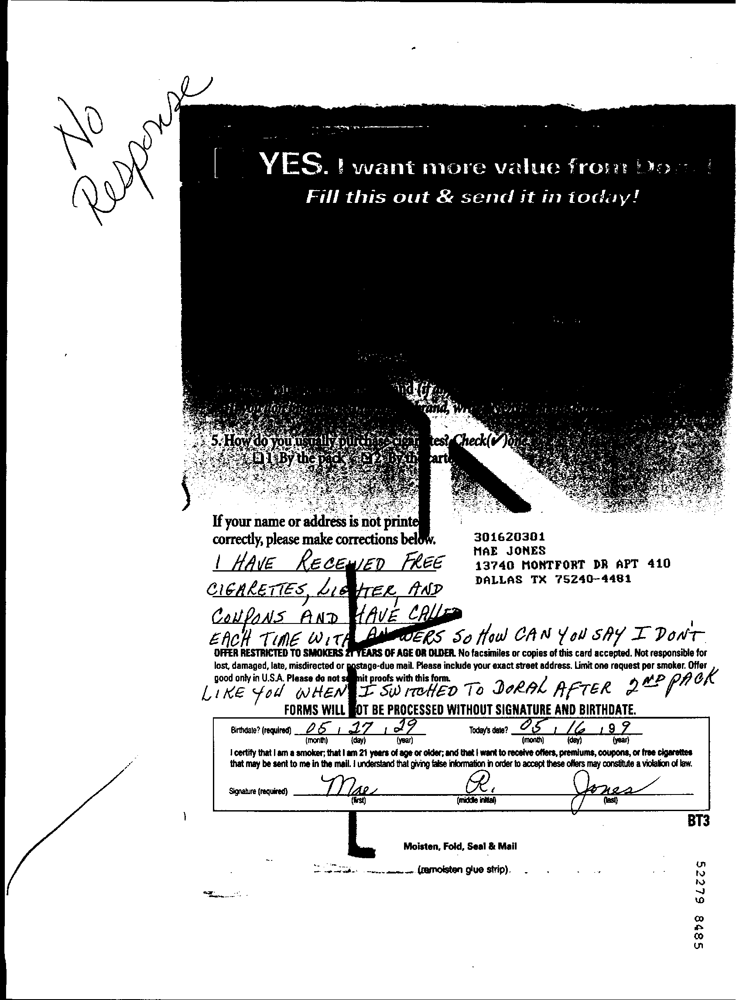 No
Response
YES. I want more value from
Fill this out & send it in today!
5. How do you usually purchase Check(✓)one
1 By the pack 2 By the
If your name or address is not printed
correctly, please make corrections below.
301620301
MAE JONES
13740 MONTFORT DR APT 410
DALLAS TX 75240-4481
I HAVE RECEIVED FREE
CIGARETTES, LIGHTER AND
COUPONS AND HAVE CALLED
EACH TIME WITH ANSWERS SO HOW CAN YOU SAY I DON'T
OFFER RESTRICTED TO SMOKERS 21 YEARS OF AGE OR OLDER. No facsimiles or copies of this card accepted. Not responsible for
lost, damaged, late, misdirected or postage-due mail. Please include your exact street address. Limit one request per smoker. Offer
good only in U.S.A. Please do not submit proofs with this form.
LIKE YOU WHEN I SWITCHED TO DORAL AFTER 2ND PACK
FORMS WILL NOT BE PROCESSED WITHOUT SIGNATURE AND BIRTHDATE.
Birthdate? (required) 05 27 29 Today's date? 05 16 99
(month) (day) (year) (month) (day) (year)
I certify that I am a smoker; that I am 21 years of age or older; and that I want to receive offers, premiums, coupons, or free cigarettes
that may be sent to me in the mail. I understand that giving false information in order to accept these offers may constitute a violation of law.
Signature (required) Mae R. Jones
(first) (middle initial) (last)
BT3
Moisten, Fold, Seal & Mail
(remoisten glue strip).
52279 8485